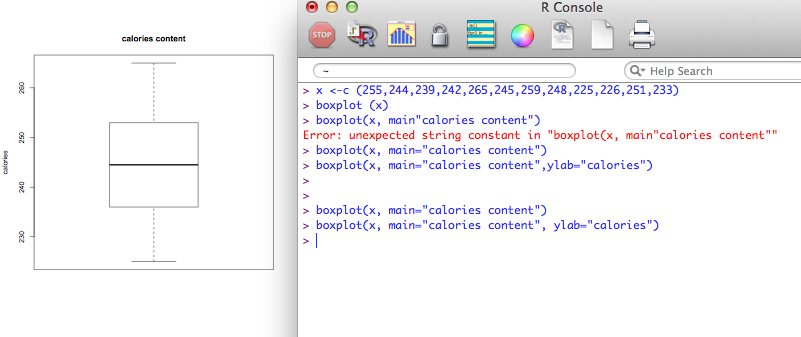 calories content
calories
260
250
240
230
R Console
STOP
R
~
Help Search
> x <-c (255,244,239,242,265,245,259,248,225,226,251,233)
> boxplot (x)
> boxplot(x, main"calories content")
Error: unexpected string constant in "boxplot(x, main"calories content""
> boxplot(x, main="calories content")
> boxplot(x, main="calories content",ylab="calories")
>
>
> boxplot(x, main="calories content")
> boxplot(x, main="calories content", ylab="calories")
>